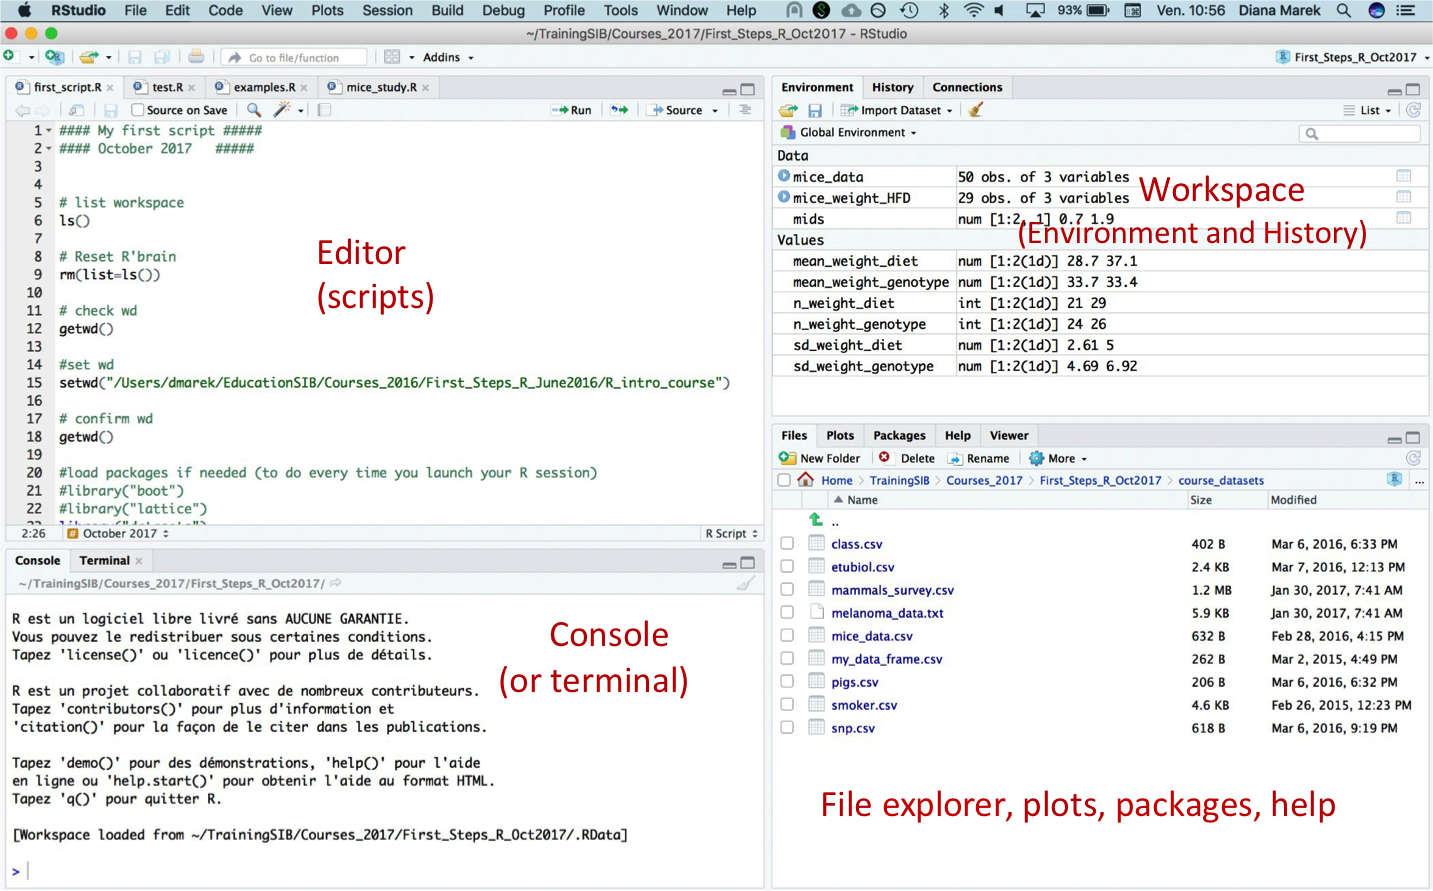 RStudio File Edit Code View Plots Session Build Debug Profile Tools Window Help 93% Ven. 10:56 Diana Marek
~/TrainingSIB/Courses_2017/First_Steps_R_Oct2017 - RStudio
Go to file/function Addins First_Steps_R_Oct2017
first_script.R test.R examples.R mice_study.R
Source on Save Run Source
1 #### My first script #####
2 #### October 2017 #####
3
4
5 # list workspace
6 ls()
7
8 # Reset R'brain
9 rm(list=ls())
10
11 # check wd
12 getwd()
13
14 #set wd
15 setwd("/Users/dmarek/EducationSIB/Courses_2016/First_Steps_R_June2016/R_intro_course")
16
17 # confirm wd
18 getwd()
19
20 #load packages if needed (to do every time you launch your R session)
21 #library("boot")
22 #library("lattice")
2:26 # October 2017 R Script
Editor
(scripts)
Console Terminal
~/TrainingSIB/Courses_2017/First_Steps_R_Oct2017/
R est un logiciel libre livré sans AUCUNE GARANTIE.
Vous pouvez le redistribuer sous certaines conditions.
Tapez 'license()' ou 'licence()' pour plus de détails.
R est un projet collaboratif avec de nombreux contributeurs.
Tapez 'contributors()' pour plus d'information et
'citation()' pour la façon de le citer dans les publications.
Tapez 'demo()' pour des démonstrations, 'help()' pour l'aide
en ligne ou 'help.start()' pour obtenir l'aide au format HTML.
Tapez 'q()' pour quitter R.
[Workspace loaded from ~/TrainingSIB/Courses_2017/First_Steps_R_Oct2017/.RData]
>
Console
(or terminal)
Environment History Connections
Import Dataset List
Global Environment
Data
mice_data 50 obs. of 3 variables
mice_weight_HFD 29 obs. of 3 variables
mids num [1:2, 1] 0.7 1.9
Values
mean_weight_diet num [1:2(1d)] 28.7 37.1
mean_weight_genotype num [1:2(1d)] 33.7 33.4
n_weight_diet int [1:2(1d)] 21 29
n_weight_genotype int [1:2(1d)] 24 26
sd_weight_diet num [1:2(1d)] 2.61 5
sd_weight_genotype num [1:2(1d)] 4.69 6.92
Workspace
(Environment and History)
Files Plots Packages Help Viewer
New Folder Delete Rename More
Home TrainingSIB Courses_2017 First_Steps_R_Oct2017 course_datasets ...
Name Size Modified
..
class.csv 402 B Mar 6, 2016, 6:33 PM
etubiol.csv 2.4 KB Mar 7, 2016, 12:13 PM
mammals_survey.csv 1.2 MB Jan 30, 2017, 7:41 AM
melanoma_data.txt 5.9 KB Jan 30, 2017, 7:41 AM
mice_data.csv 632 B Feb 28, 2016, 4:15 PM
my_data_frame.csv 262 B Mar 2, 2015, 4:49 PM
pigs.csv 206 B Mar 6, 2016, 6:32 PM
smoker.csv 4.6 KB Feb 26, 2015, 12:23 PM
snp.csv 618 B Mar 6, 2016, 9:19 PM
File explorer, plots, packages, help